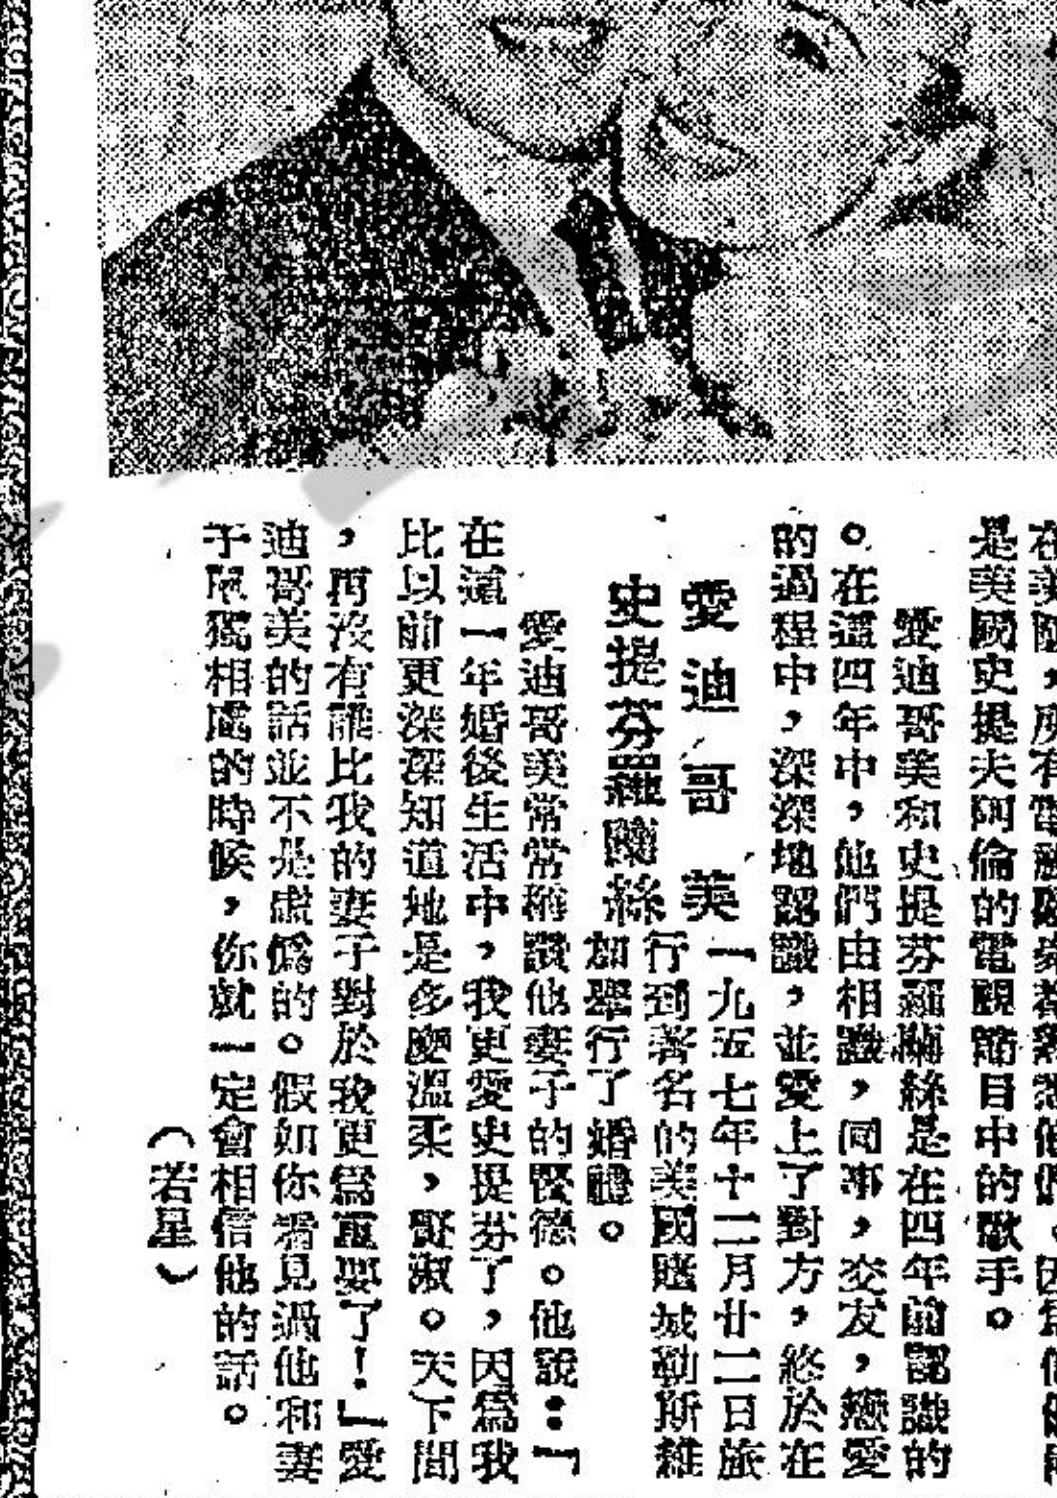 是美國史提夫阿倫的電視節目中的歌手。
愛迪哥美和史提芬羅蘭絲是在四年前認識的
。在這四年中，他們由相識，同事，交友，戀愛
的過程中，深深地認識，並愛上了對方，終於在
一九五七年十二月廿二日旅
行到著名的美國賭城勒斯維
加舉行了婚禮。
愛迪哥美
史提芬羅蘭絲
愛迪哥美常常稱讚他妻子的賢德。他說：「
在這一年婚後生活中，我更愛史提芬了，因爲我
比以前更深深知道她是多麼溫柔，賢淑。天下間
，再沒有誰比我的妻子對於我更爲重要了！」愛
迪哥美的話並不是虛僞的。假如你看見過他和妻
子單獨相處的時候，你就一定會相信他的話。
（若星）